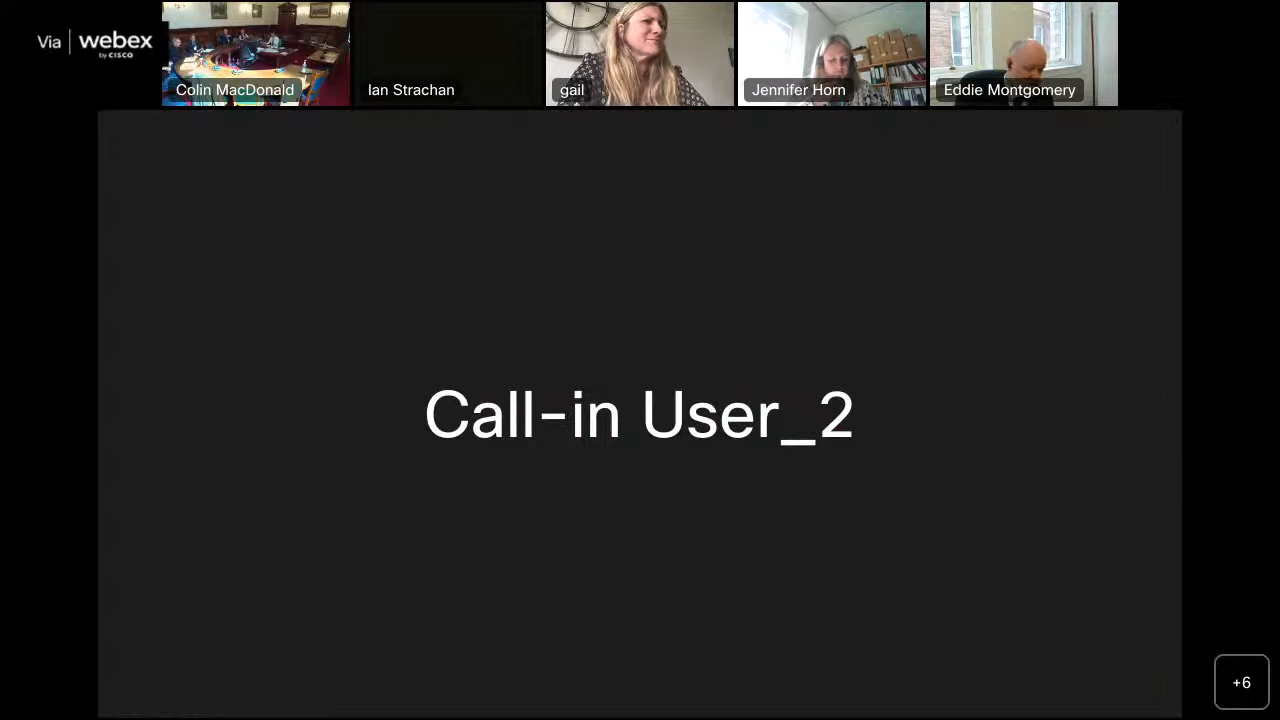 Via webex
by CISCO
Colin MacDonald
Ian Strachan
gail
Jennifer Horn
Eddie Montgomery
Call-in User_2
+6